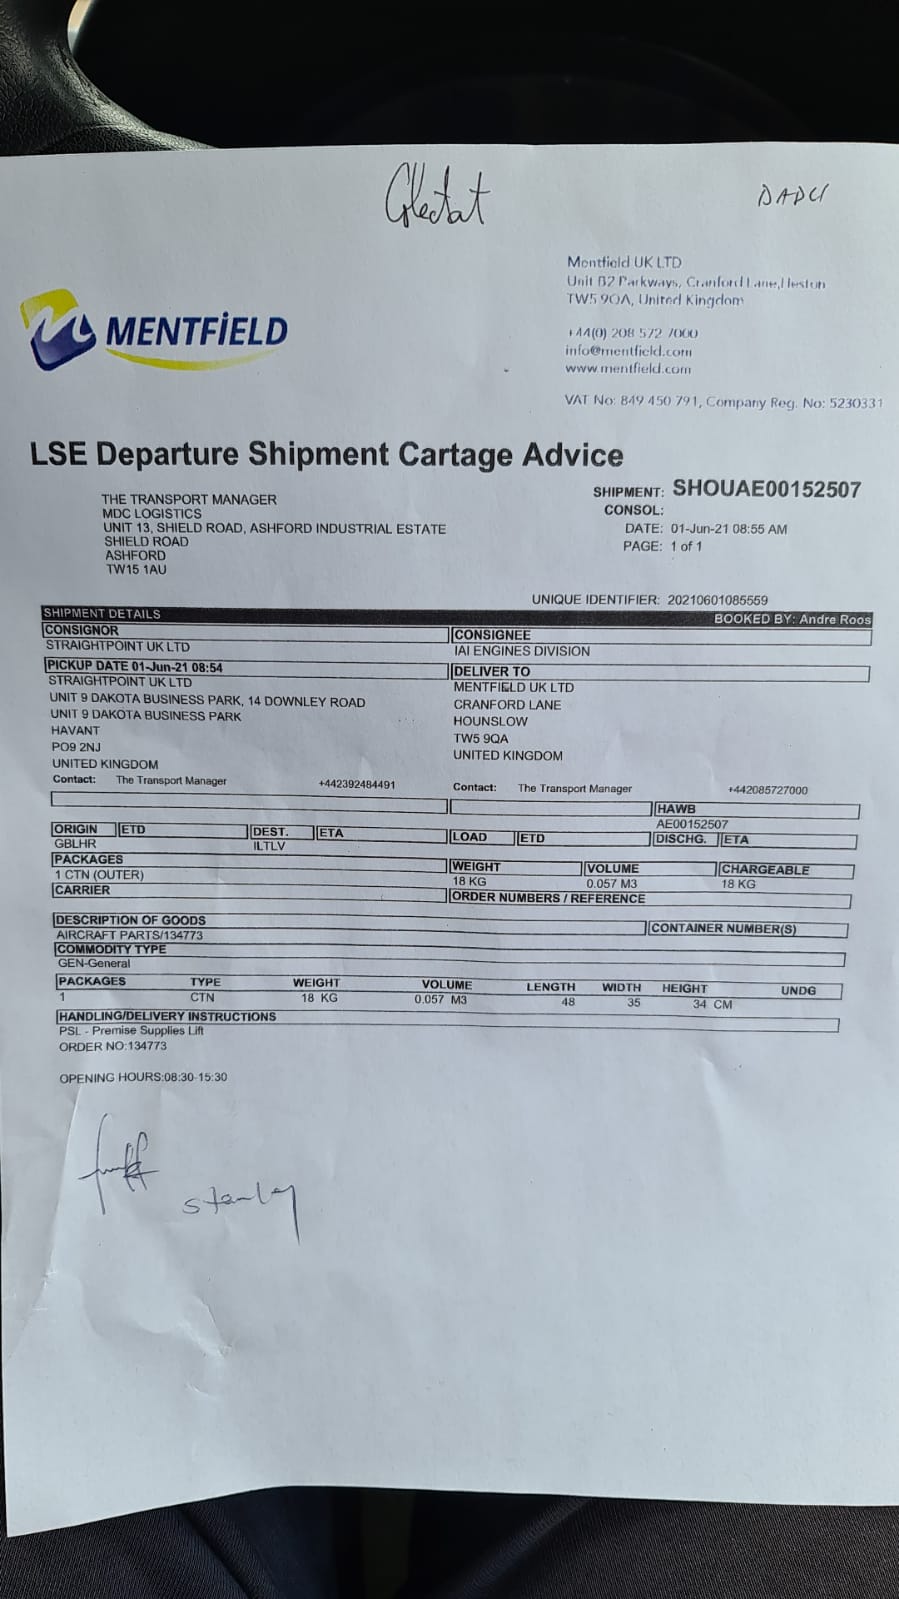 DADU
MENTFiELD
Mentfield UK LTD
Unit B2 Parkways, Cranford Lane, Heston
TW5 9QA, United Kingdom
+44(0) 208 572 7000
info@mentfield.com
www.mentfield.com
VAT No: 849 450 791, Company Reg. No: 5230331
LSE Departure Shipment Cartage Advice
THE TRANSPORT MANAGER
MDC LOGISTICS
UNIT 13, SHIELD ROAD, ASHFORD INDUSTRIAL ESTATE
SHIELD ROAD
ASHFORD
TW15 1AU
SHIPMENT: SHOUAE00152507
CONSOL:
DATE: 01-Jun-21 08:55 AM
PAGE: 1 of 1
UNIQUE IDENTIFIER: 20210601085559
SHIPMENT DETAILS BOOKED BY: Andre Roos
CONSIGNOR
STRAIGHTPOINT UK LTD
PICKUP DATE 01-Jun-21 08:54
STRAIGHTPOINT UK LTD
UNIT 9 DAKOTA BUSINESS PARK, 14 DOWNLEY ROAD
UNIT 9 DAKOTA BUSINESS PARK
HAVANT
PO9 2NJ
UNITED KINGDOM
Contact: The Transport Manager +442392484491
CONSIGNEE
IAI ENGINES DIVISION
DELIVER TO
MENTFIELD UK LTD
CRANFORD LANE
HOUNSLOW
TW5 9QA
UNITED KINGDOM
Contact: The Transport Manager +442085727000
HAWB
AE00152507
ORIGIN ETD DEST. ETA LOAD ETD DISCHG. ETA
GBLHR ILTLV
PACKAGES WEIGHT VOLUME CHARGEABLE
1 CTN (OUTER) 18 KG 0.057 M3 18 KG
CARRIER ORDER NUMBERS / REFERENCE
DESCRIPTION OF GOODS CONTAINER NUMBER(S)
AIRCRAFT PARTS/134773
COMMODITY TYPE
GEN-General
PACKAGES TYPE WEIGHT VOLUME LENGTH WIDTH HEIGHT UNDG
1 CTN 18 KG 0.057 M3 48 35 34 CM
HANDLING/DELIVERY INSTRUCTIONS
PSL - Premise Supplies Lift
ORDER NO:134773
OPENING HOURS:08:30-15:30
stanley